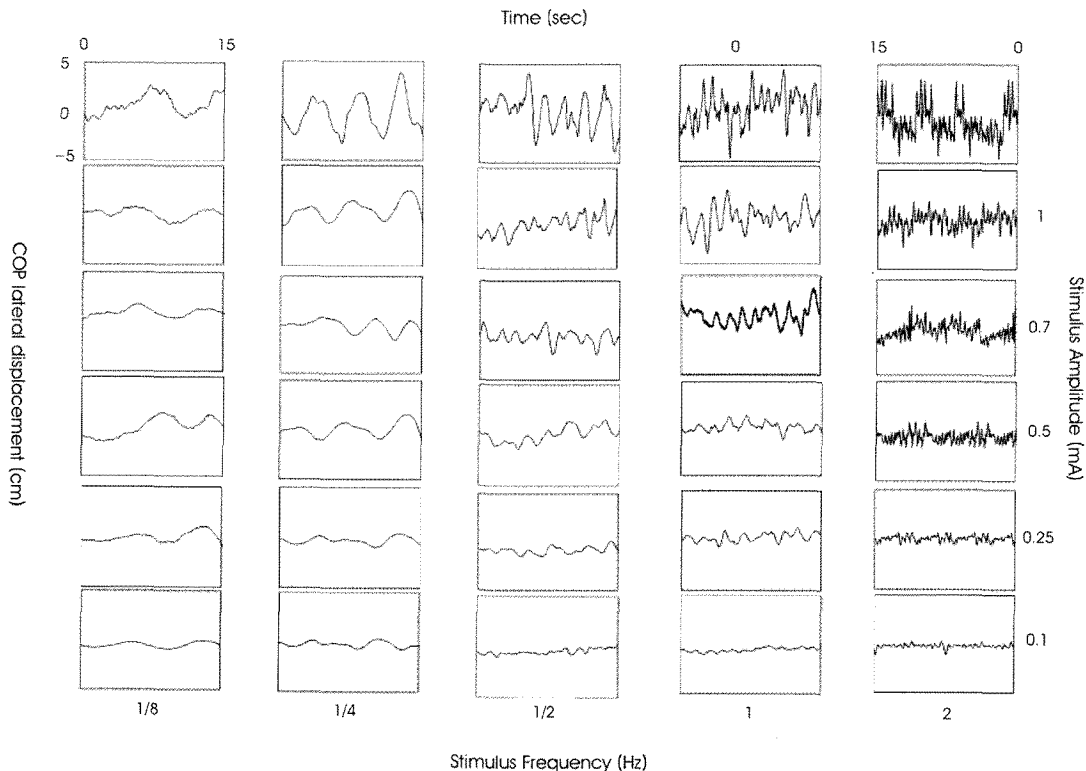 Time (sec)
0 15 0 15 0
5
0
−5
1
0.7
0.5
0.25
0.1
COP lateral displacement (cm)
Stimulus Amplitude (mA)
1/8 1/4 1/2 1 2
Stimulus Frequency (Hz)